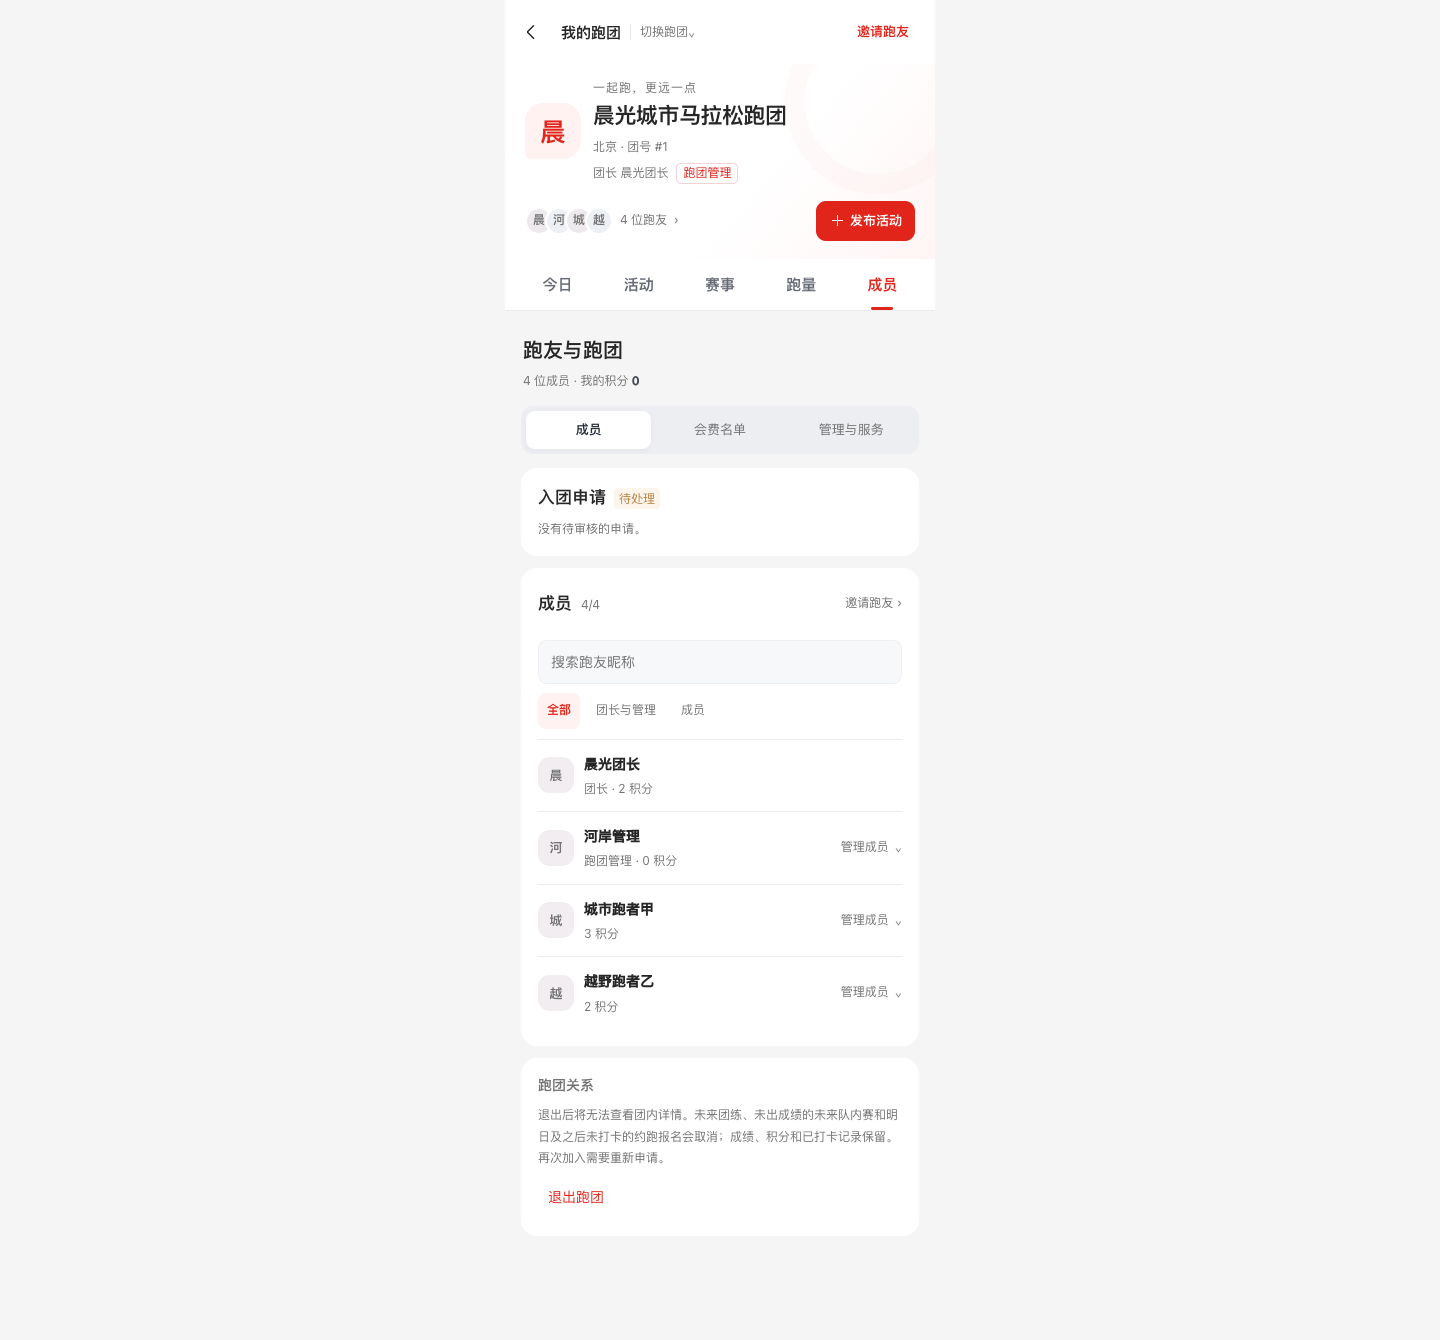 我的跑团 切换跑团⌄ 邀请跑友
一起跑，更远一点
晨
晨光城市马拉松跑团
北京 · 团号 #1
团长 晨光团长 跑团管理
晨 河 城 越 4 位跑友 › + 发布活动
今日 活动 赛事 跑量 成员
跑友与跑团
4 位成员 · 我的积分 0
成员 会费名单 管理与服务
入团申请 待处理
没有待审核的申请。
成员 4/4 邀请跑友 ›
搜索跑友昵称
全部 团长与管理 成员
晨 晨光团长
团长 · 2 积分
河 河岸管理 管理成员 ⌄
跑团管理 · 0 积分
城 城市跑者甲 管理成员 ⌄
3 积分
越 越野跑者乙 管理成员 ⌄
2 积分
跑团关系
退出后将无法查看团内详情。未来团练、未出成绩的未来队内赛和明
日及之后未打卡的约跑报名会取消；成绩、积分和已打卡记录保留。
再次加入需要重新申请。
退出跑团